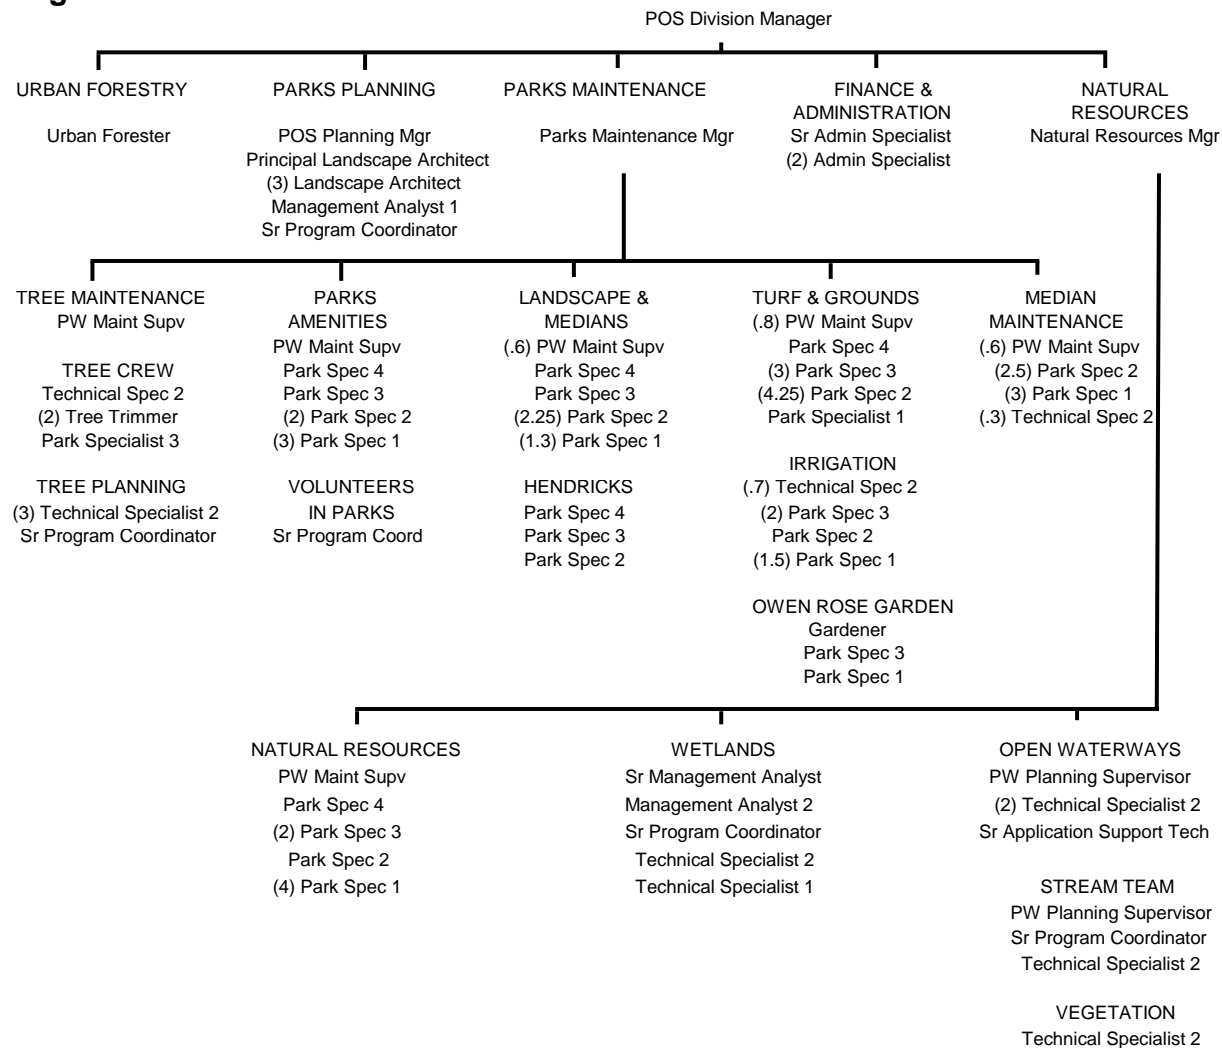 POS Division Manager
URBAN FORESTRY
Urban Forester
PARKS PLANNING
POS Planning Mgr
Principal Landscape Architect
(3) Landscape Architect
Management Analyst 1
Sr Program Coordinator
PARKS MAINTENANCE
Parks Maintenance Mgr
FINANCE &
ADMINISTRATION
Sr Admin Specialist
(2) Admin Specialist
NATURAL
RESOURCES
Natural Resources Mgr
TREE MAINTENANCE
PW Maint Supv
TREE CREW
Technical Spec 2
(2) Tree Trimmer
Park Specialist 3
TREE PLANNING
(3) Technical Specialist 2
Sr Program Coordinator
PARKS
AMENITIES
PW Maint Supv
Park Spec 4
Park Spec 3
(2) Park Spec 2
(3) Park Spec 1
VOLUNTEERS
IN PARKS
Sr Program Coord
LANDSCAPE &
MEDIANS
(.6) PW Maint Supv
Park Spec 4
Park Spec 3
(2.25) Park Spec 2
(1.3) Park Spec 1
HENDRICKS
Park Spec 4
Park Spec 3
Park Spec 2
TURF & GROUNDS
(.8) PW Maint Supv
Park Spec 4
(3) Park Spec 3
(4.25) Park Spec 2
Park Specialist 1
IRRIGATION
(.7) Technical Spec 2
(2) Park Spec 3
Park Spec 2
(1.5) Park Spec 1
OWEN ROSE GARDEN
Gardener
Park Spec 3
Park Spec 1
MEDIAN
MAINTENANCE
(.6) PW Maint Supv
(2.5) Park Spec 2
(3) Park Spec 1
(.3) Technical Spec 2
NATURAL RESOURCES
PW Maint Supv
Park Spec 4
(2) Park Spec 3
Park Spec 2
(4) Park Spec 1
WETLANDS
Sr Management Analyst
Management Analyst 2
Sr Program Coordinator
Technical Specialist 2
Technical Specialist 1
OPEN WATERWAYS
PW Planning Supervisor
(2) Technical Specialist 2
Sr Application Support Tech
STREAM TEAM
PW Planning Supervisor
Sr Program Coordinator
Technical Specialist 2
VEGETATION
Technical Specialist 2